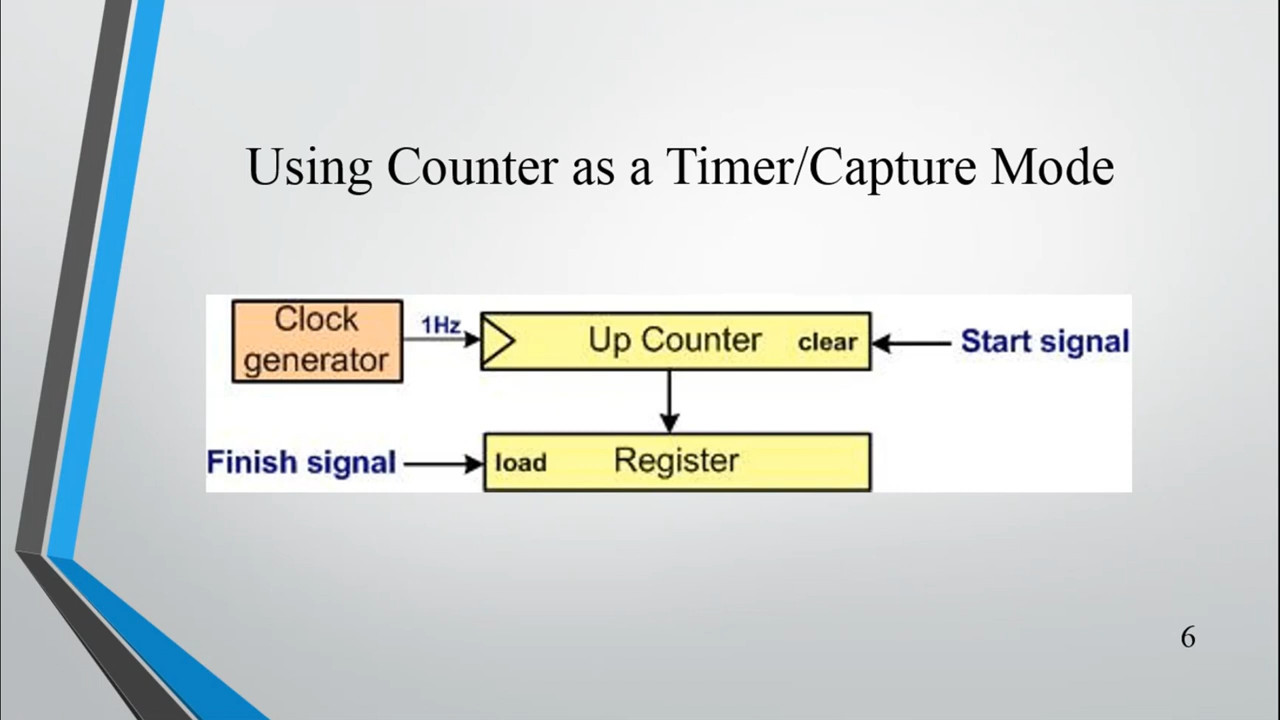 Using Counter as a Timer/Capture Mode
Clock
generator
1Hz
Up Counter
clear
Start signal
Finish signal
load
Register
6